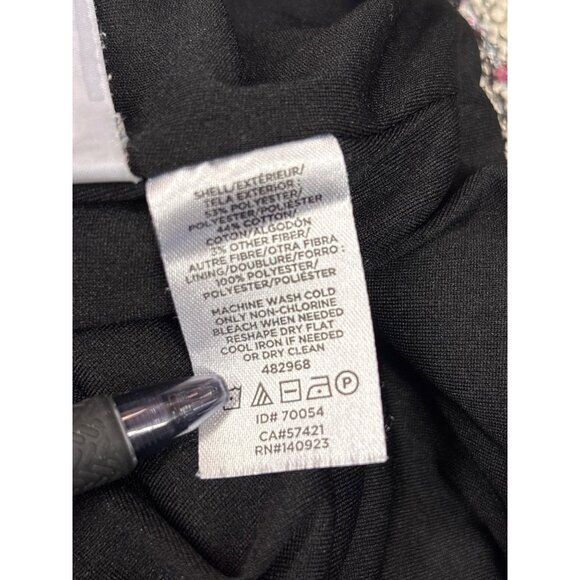 SHELL/EXTÉRIEUR/
TELA EXTERIOR :
53% POLYESTER/
POLYESTER/POLIÉSTER
44% COTTON/
COTON/ALGODÓN
3% OTHER FIBER/
AUTRE FIBRE/OTRA FIBRA
LINING/DOUBLURE/FORRO :
100% POLYESTER/
POLYESTER/POLIÉSTER
MACHINE WASH COLD
ONLY NON-CHLORINE
BLEACH WHEN NEEDED
RESHAPE DRY FLAT
COOL IRON IF NEEDED
OR DRY CLEAN
482968
P
ID# 70054
CA#57421
RN#140923